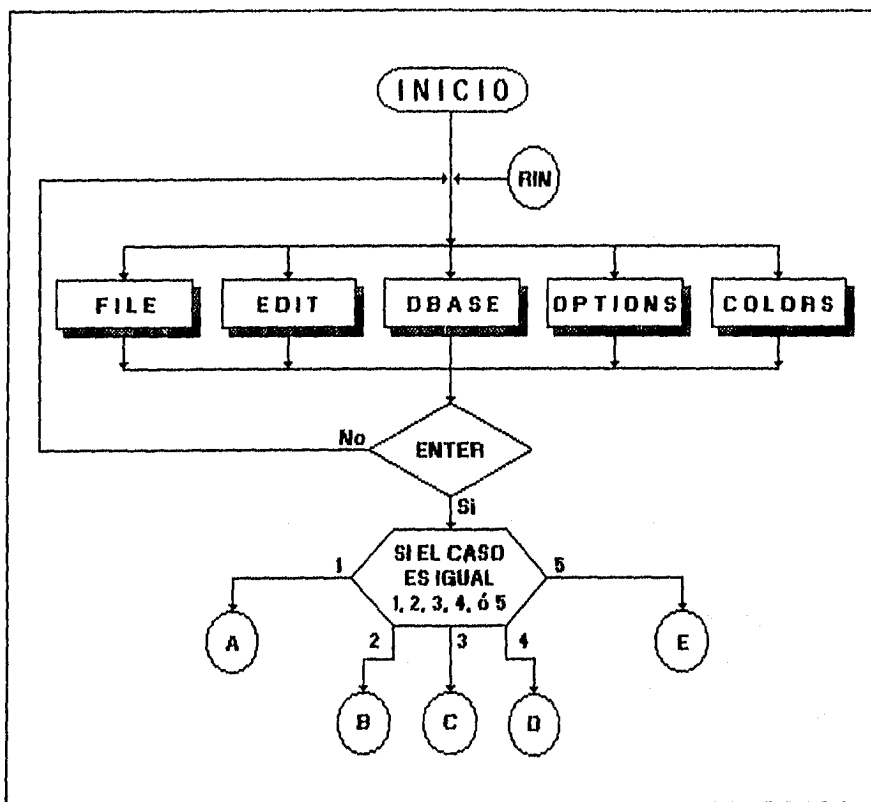 INICIO
RIN
FILE
EDIT
DBASE
OPTIONS
COLORS
No
ENTER
Si
1
SI EL CASO
ES IGUAL
1, 2, 3, 4, ó 5
5
A
2
3
4
E
B
C
D